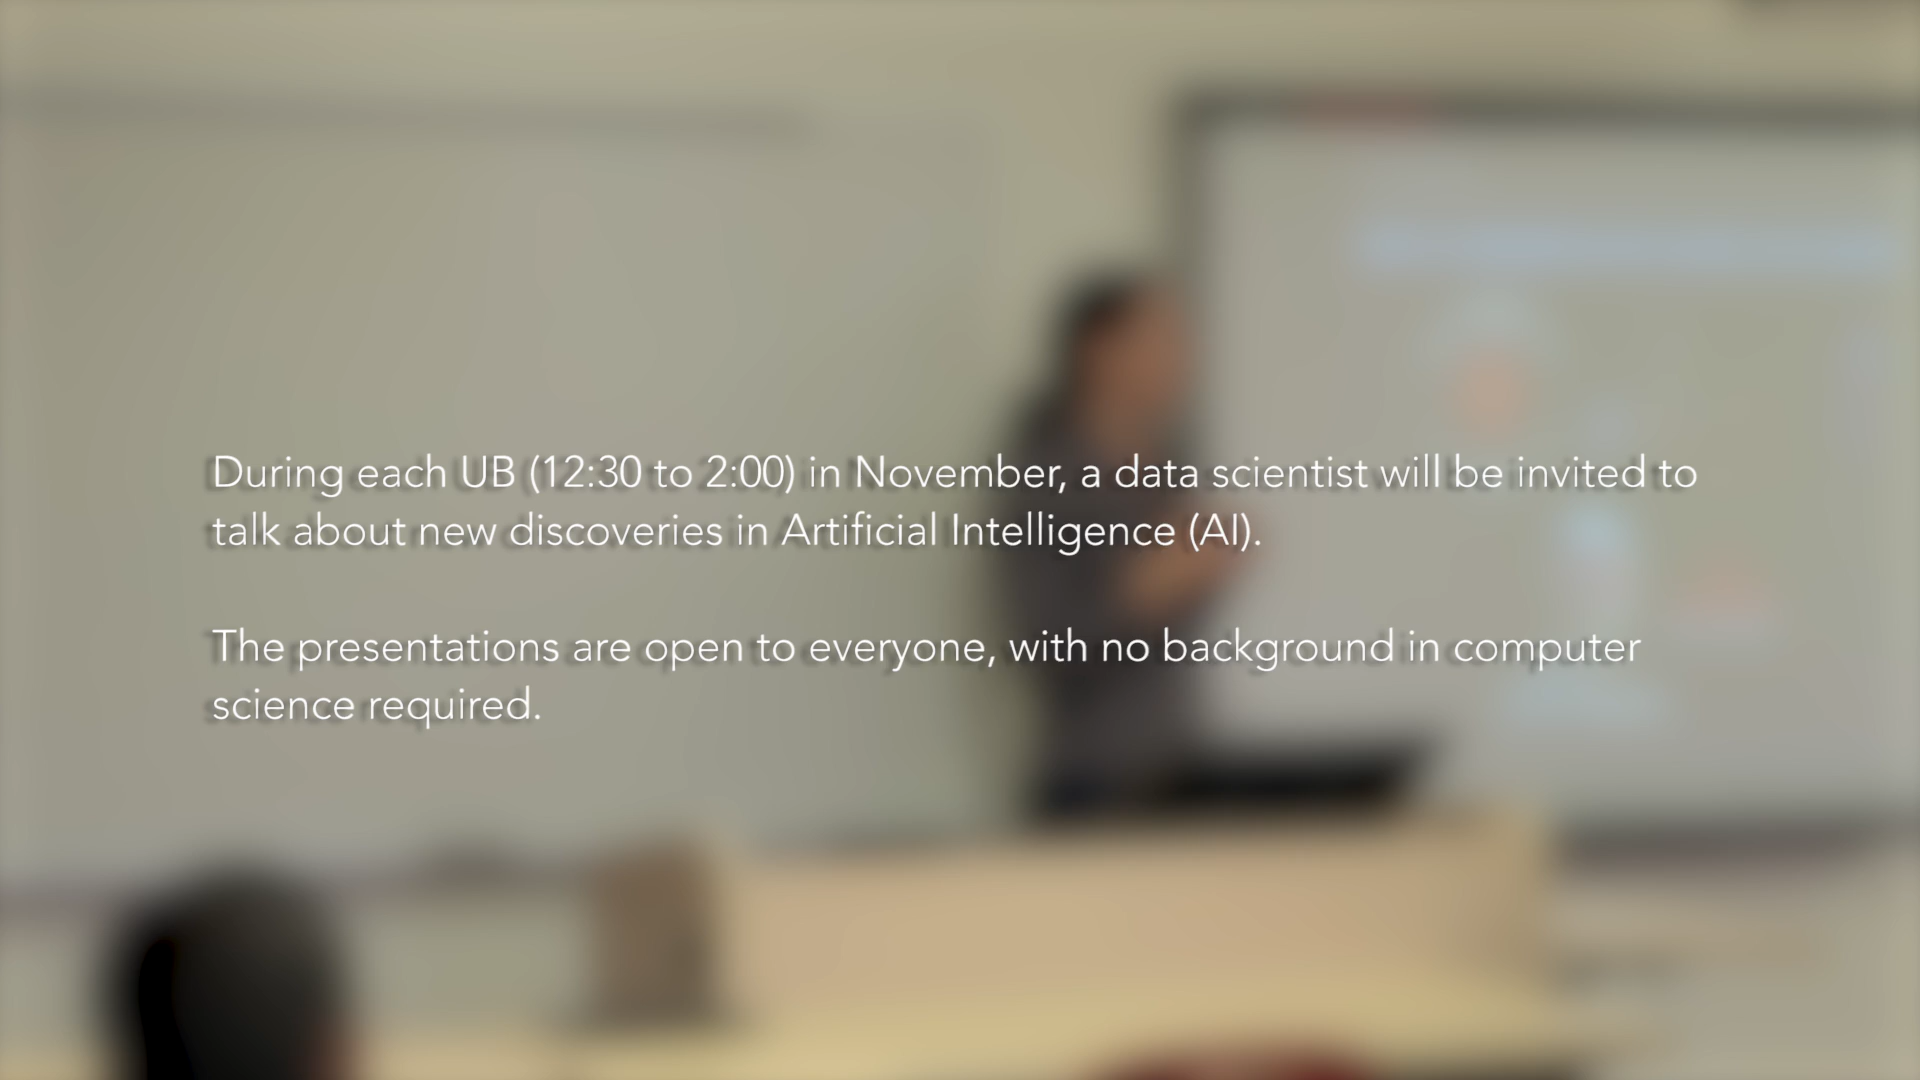 During each UB (12:30 to 2:00) in November, a data scientist will be invited to
talk about new discoveries in Artificial Intelligence (AI).
The presentations are open to everyone, with no background in computer
science required.